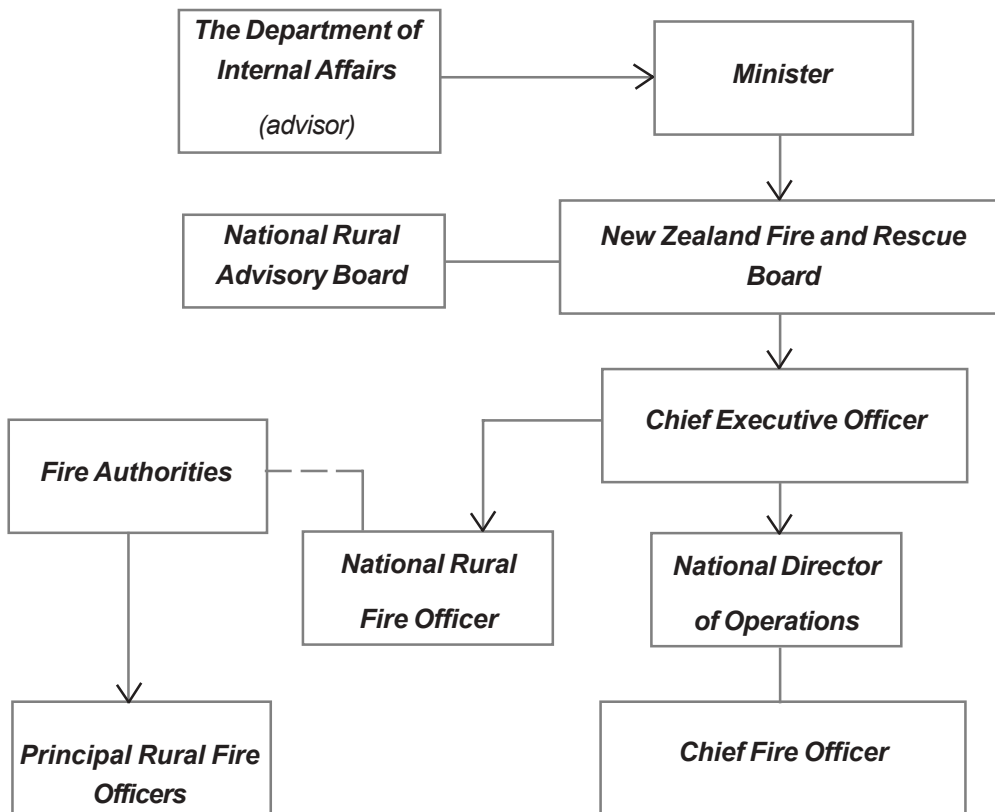 The Department of
Internal Affairs
(advisor)
Minister
National Rural
Advisory Board
New Zealand Fire and Rescue
Board
Chief Executive Officer
Fire Authorities
National Rural
Fire Officer
National Director
of Operations
Principal Rural Fire
Officers
Chief Fire Officer